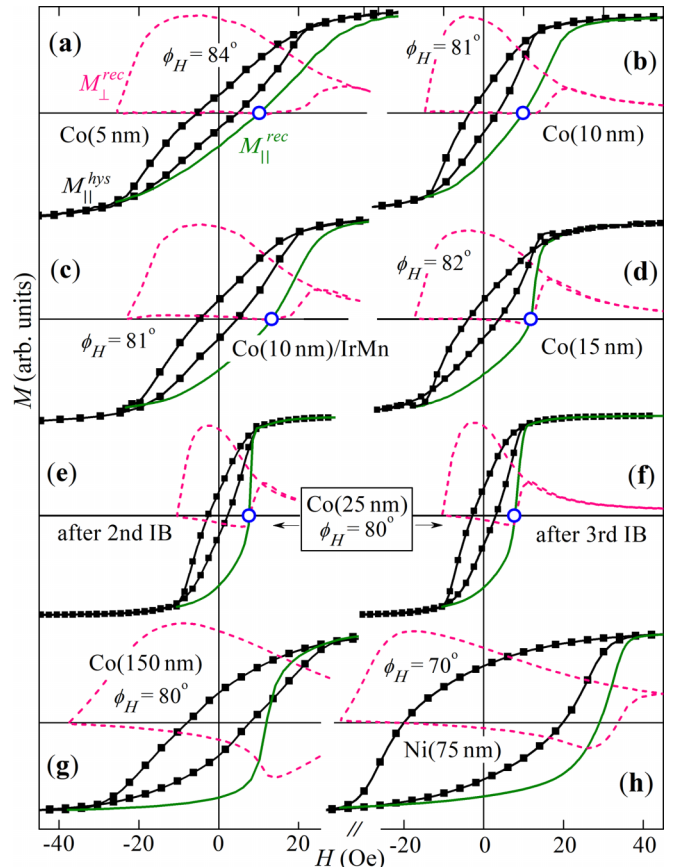 (a)
ϕH = 84°
M⊥rec
Co(5 nm)
M||rec
M||hys
(b)
ϕH = 81°
Co(10 nm)
(c)
ϕH = 81°
Co(10 nm)/IrMn
(d)
ϕH = 82°
Co(15 nm)
M (arb. units)
(e)
after 2nd IB
Co(25 nm)
ϕH = 80°
(f)
after 3rd IB
Co(150 nm)
ϕH = 80°
(g)
ϕH = 70°
Ni(75 nm)
(h)
-40 -20 0 20 // -20 0 20 40
H (Oe)